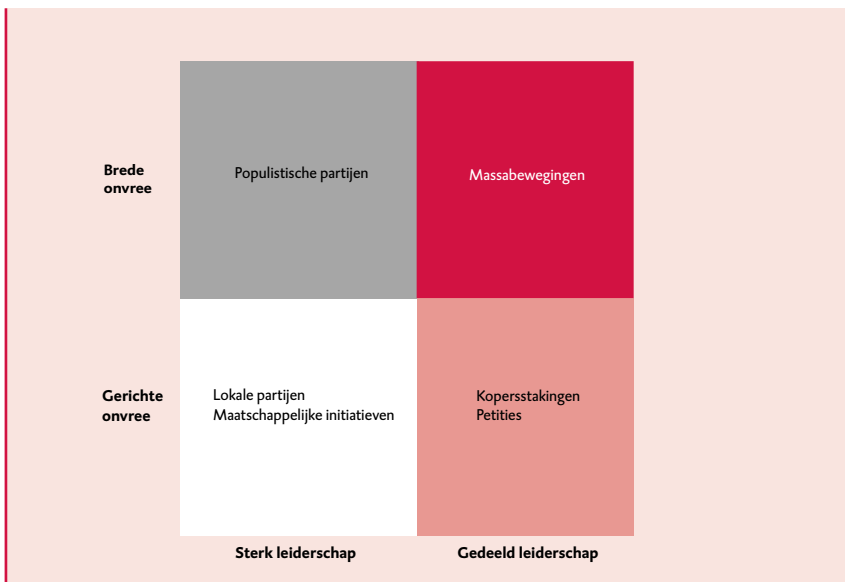 Brede
onvree
Populistische partijen
Massabewegingen
Gerichte
onvree
Lokale partijen
Maatschappelijke initiatieven
Kopersstakingen
Petities
Sterk leiderschap
Gedeeld leiderschap